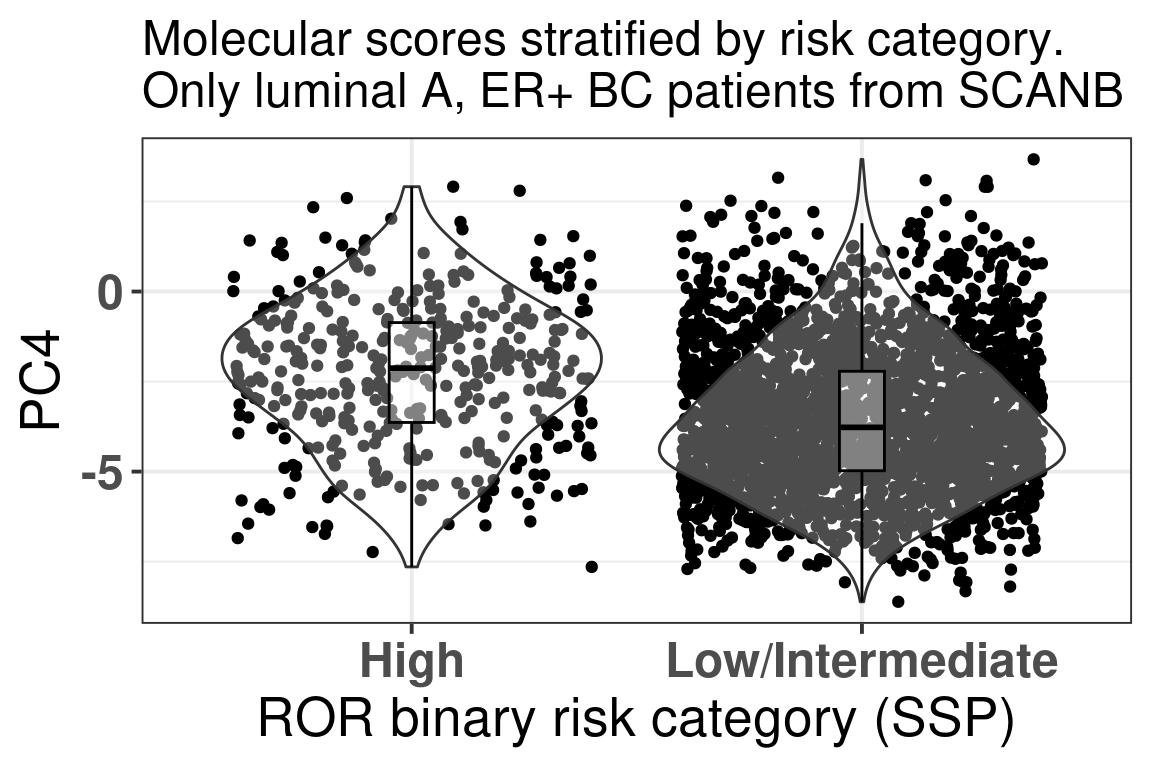 Molecular scores stratified by risk category.
Only luminal A, ER+ BC patients from SCANB
PC4
0
-5
High
Low/Intermediate
ROR binary risk category (SSP)